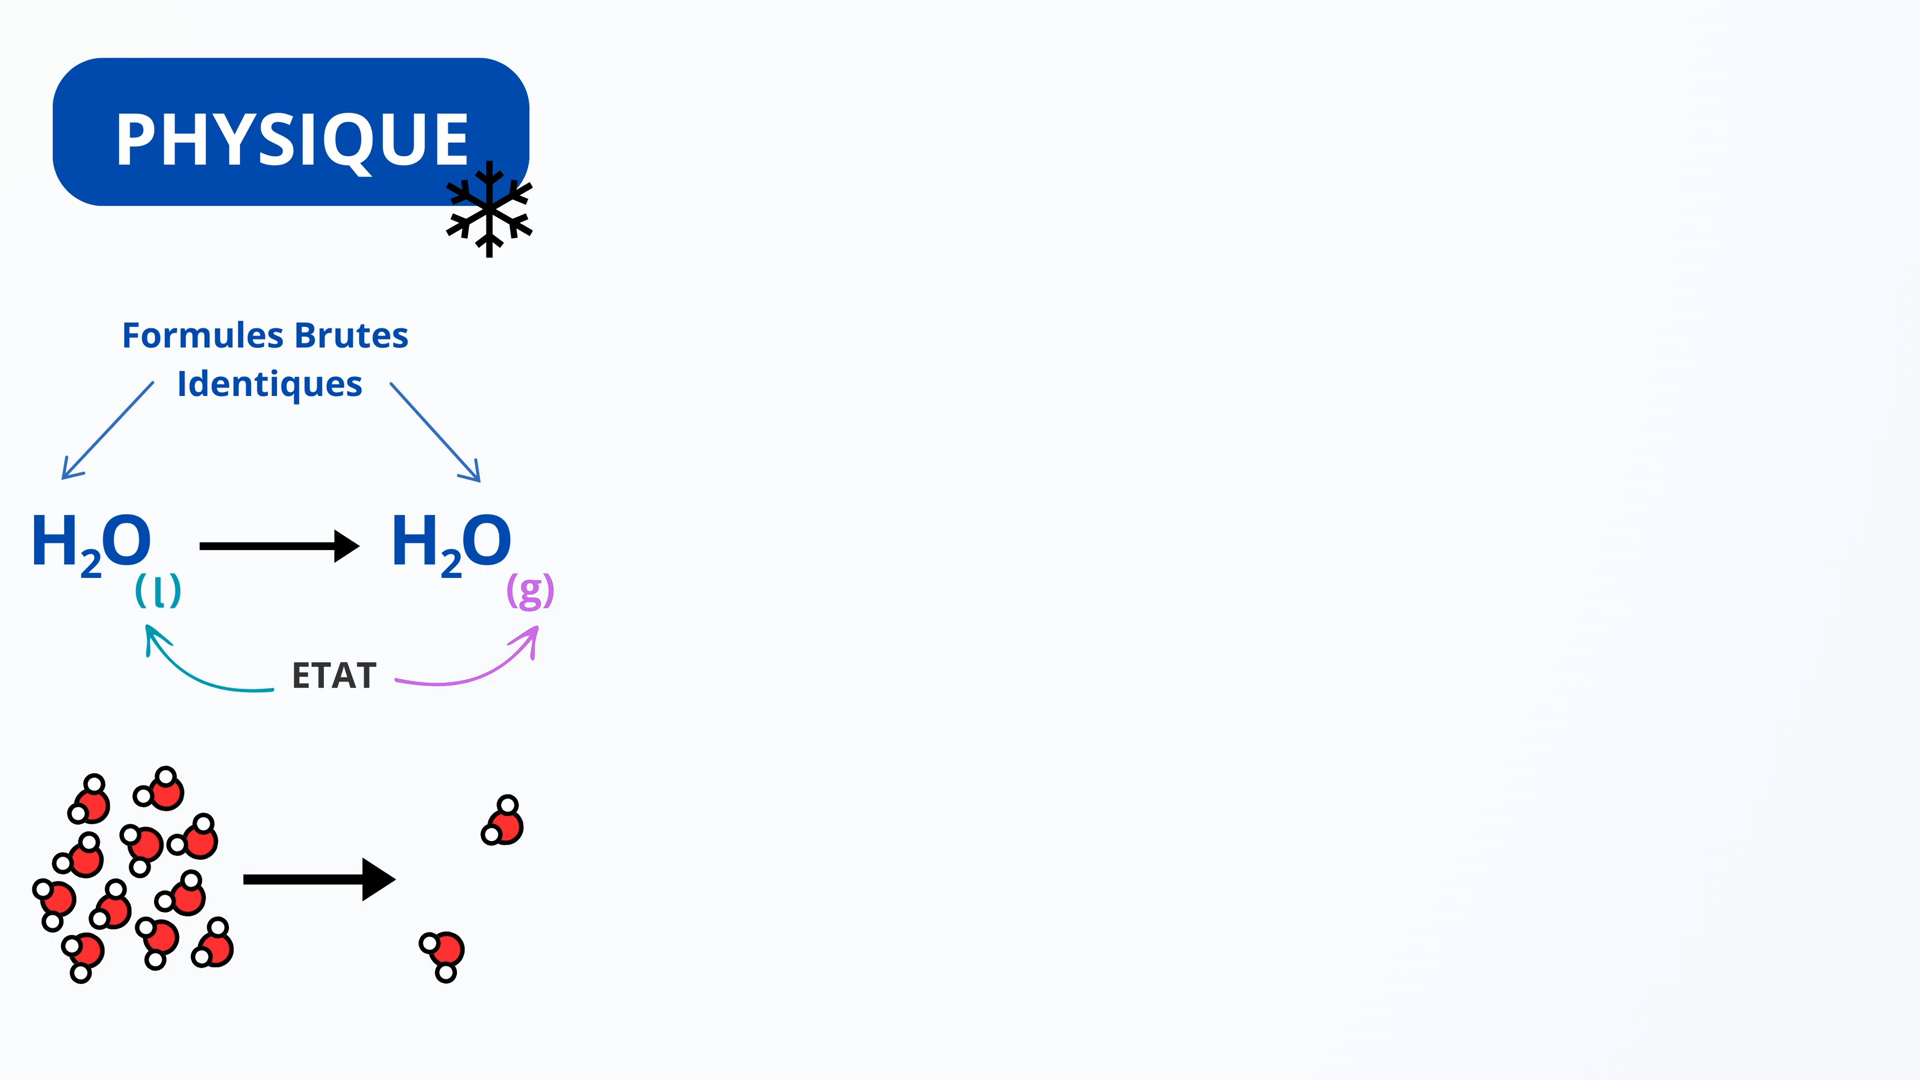 PHYSIQUE
Formules Brutes
Identiques
H₂O(l) → H₂O(g)
ETAT